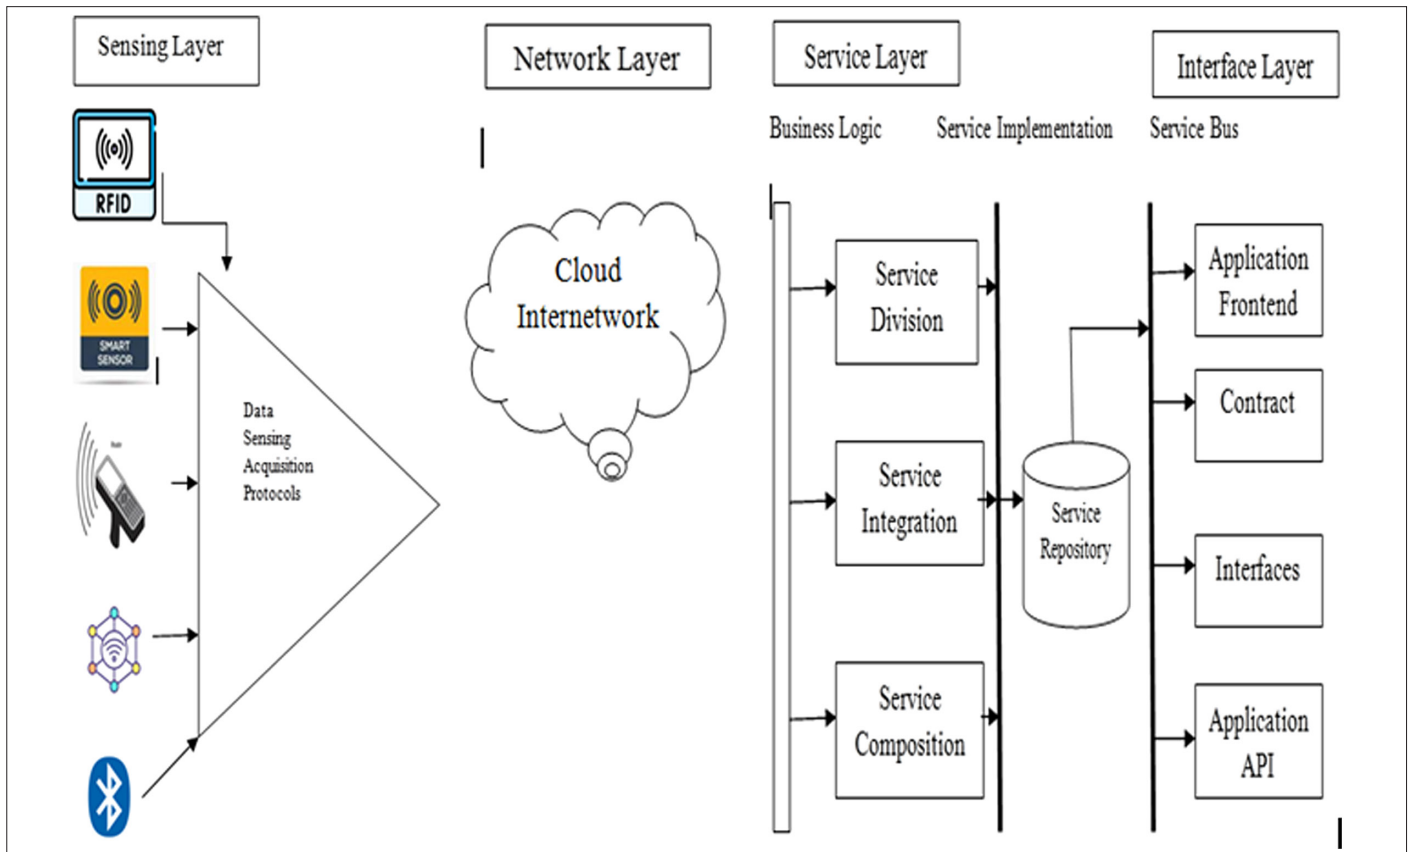 Sensing Layer
Network Layer
Service Layer
Interface Layer
Business Logic
Service Implementation
Service Bus
RFID
SMART
SENSOR
Data
Sensing
Acquisition
Protocols
Cloud
Internetwork
Service
Division
Service
Integration
Service
Composition
Service
Repository
Application
Frontend
Contract
Interfaces
Application
API